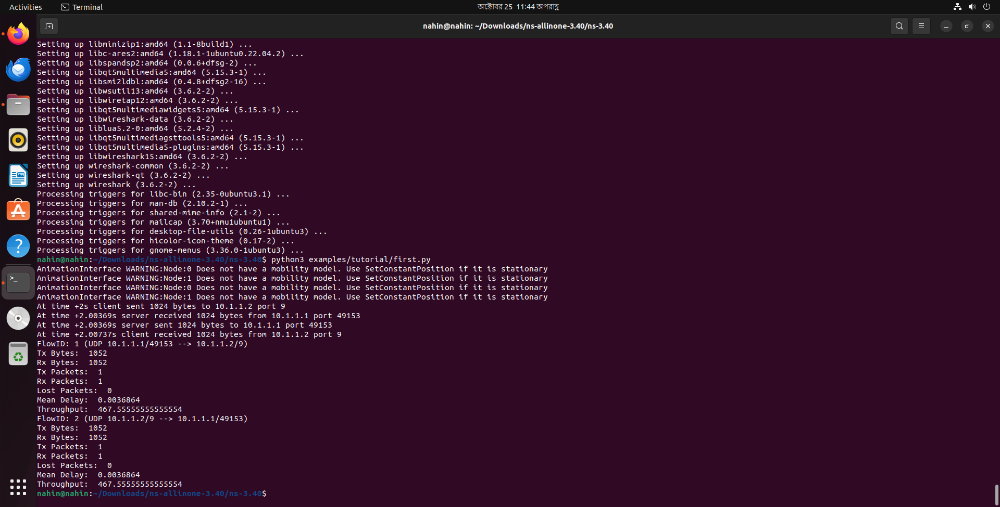 Activities
Terminal
অক্টোবর 25 11:44 অপরাহ্ণ
nahin@nahin: ~/Downloads/ns-allinone-3.40/ns-3.40
Setting up libminizip1:amd64 (1.1-8build1) ...
Setting up libc-ares2:amd64 (1.18.1-1ubuntu0.22.04.2) ...
Setting up libspandsp2:amd64 (0.0.6+dfsg-2) ...
Setting up libqt5multimedia5:amd64 (5.15.3-1) ...
Setting up libsmi2ldbl:amd64 (0.4.8+dfsg2-16) ...
Setting up libwsutil13:amd64 (3.6.2-2) ...
Setting up libwiretap12:amd64 (3.6.2-2) ...
Setting up libqt5multimediawidgets5:amd64 (5.15.3-1) ...
Setting up libwireshark-data (3.6.2-2) ...
Setting up liblua5.2-0:amd64 (5.2.4-2) ...
Setting up libqt5multimediagsttools5:amd64 (5.15.3-1) ...
Setting up libqt5multimedia5-plugins:amd64 (5.15.3-1) ...
Setting up libwireshark15:amd64 (3.6.2-2) ...
Setting up wireshark-common (3.6.2-2) ...
Setting up wireshark-qt (3.6.2-2) ...
Setting up wireshark (3.6.2-2) ...
Processing triggers for libc-bin (2.35-0ubuntu3.1) ...
Processing triggers for man-db (2.10.2-1) ...
Processing triggers for shared-mime-info (2.1-2) ...
Processing triggers for mailcap (3.70+nmu1ubuntu1) ...
Processing triggers for desktop-file-utils (0.26-1ubuntu3) ...
Processing triggers for hicolor-icon-theme (0.17-2) ...
Processing triggers for gnome-menus (3.36.0-1ubuntu3) ...
nahin@nahin:~/Downloads/ns-allinone-3.40/ns-3.40$ python3 examples/tutorial/first.py
AnimationInterface WARNING:Node:0 Does not have a mobility model. Use SetConstantPosition if it is stationary
AnimationInterface WARNING:Node:1 Does not have a mobility model. Use SetConstantPosition if it is stationary
AnimationInterface WARNING:Node:0 Does not have a mobility model. Use SetConstantPosition if it is stationary
AnimationInterface WARNING:Node:1 Does not have a mobility model. Use SetConstantPosition if it is stationary
At time +2s client sent 1024 bytes to 10.1.1.2 port 9
At time +2.00369s server received 1024 bytes from 10.1.1.1 port 49153
At time +2.00369s server sent 1024 bytes to 10.1.1.1 port 49153
At time +2.00737s client received 1024 bytes from 10.1.1.2 port 9
FlowID: 1 (UDP 10.1.1.1/49153 --> 10.1.1.2/9)
Tx Bytes:  1052
Rx Bytes:  1052
Tx Packets:  1
Rx Packets:  1
Lost Packets:  0
Mean Delay:  0.0036864
Throughput:  467.55555555555554
FlowID: 2 (UDP 10.1.1.2/9 --> 10.1.1.1/49153)
Tx Bytes:  1052
Rx Bytes:  1052
Tx Packets:  1
Rx Packets:  1
Lost Packets:  0
Mean Delay:  0.0036864
Throughput:  467.55555555555554
nahin@nahin:~/Downloads/ns-allinone-3.40/ns-3.40$